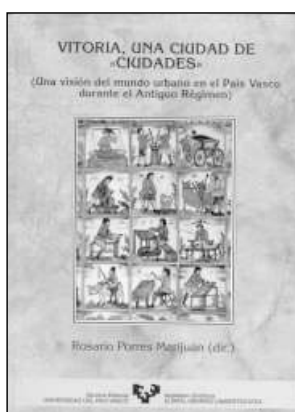 VITORIA, UNA CIUDAD DE
«CIUDADES»
(Una visión del mundo urbano en el País Vasco
durante el Antiguo Régimen)
Rosario Porres Marijuán (dir.)